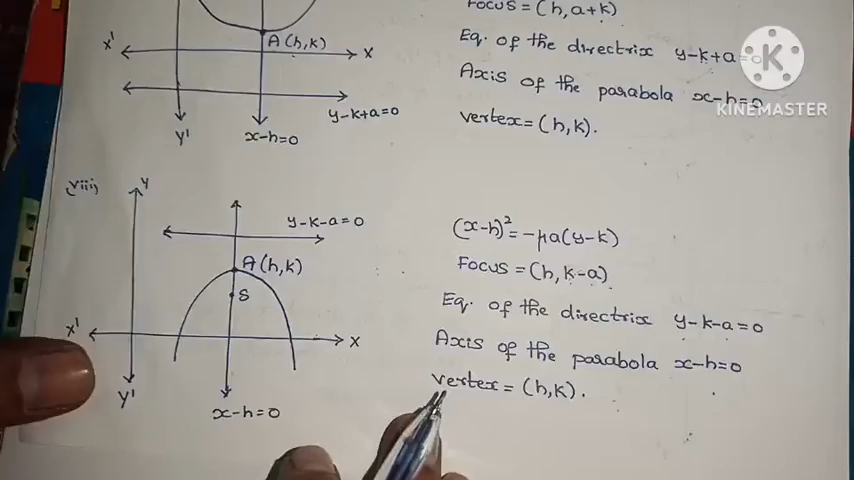 Focus = (h, a+k)
A (h, k)
x'
x
Eq. of the directrix y-k+a=0
Axis of the parabola x-h=0
y-k+a=0
y'
x-h=0
vertex = (h, k).
K
KINEMASTER
(viii)
y
y-k-a=0
A (h, k)
S
x'
x
y'
x-h=0
(x-h)² = -4a(y-k)
Focus = (h, k-a)
Eq. of the directrix y-k-a=0
Axis of the parabola x-h=0
vertex = (h, k).